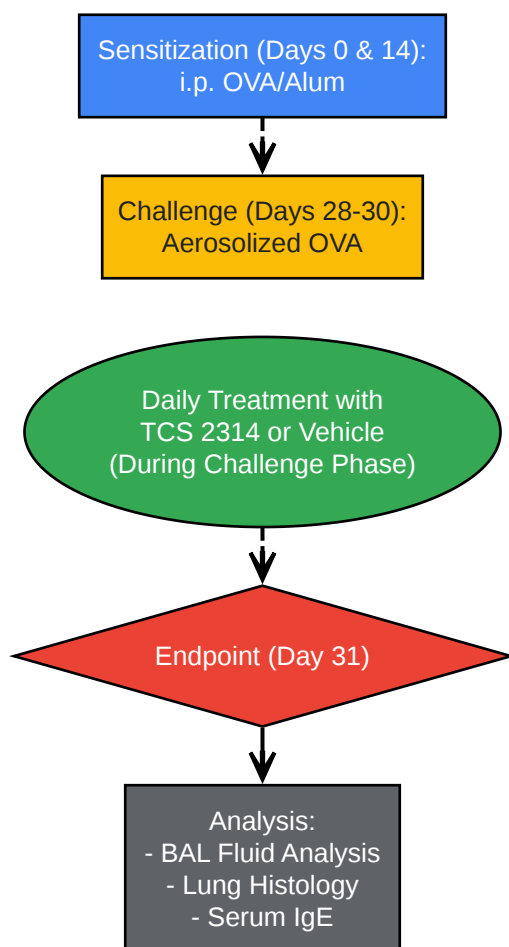 Sensitization (Days 0 & 14):
i.p. OVA/Alum
Challenge (Days 28-30):
Aerosolized OVA
Daily Treatment with
TCS 2314 or Vehicle
(During Challenge Phase)
Endpoint (Day 31)
Analysis:
- BAL Fluid Analysis
- Lung Histology
- Serum IgE